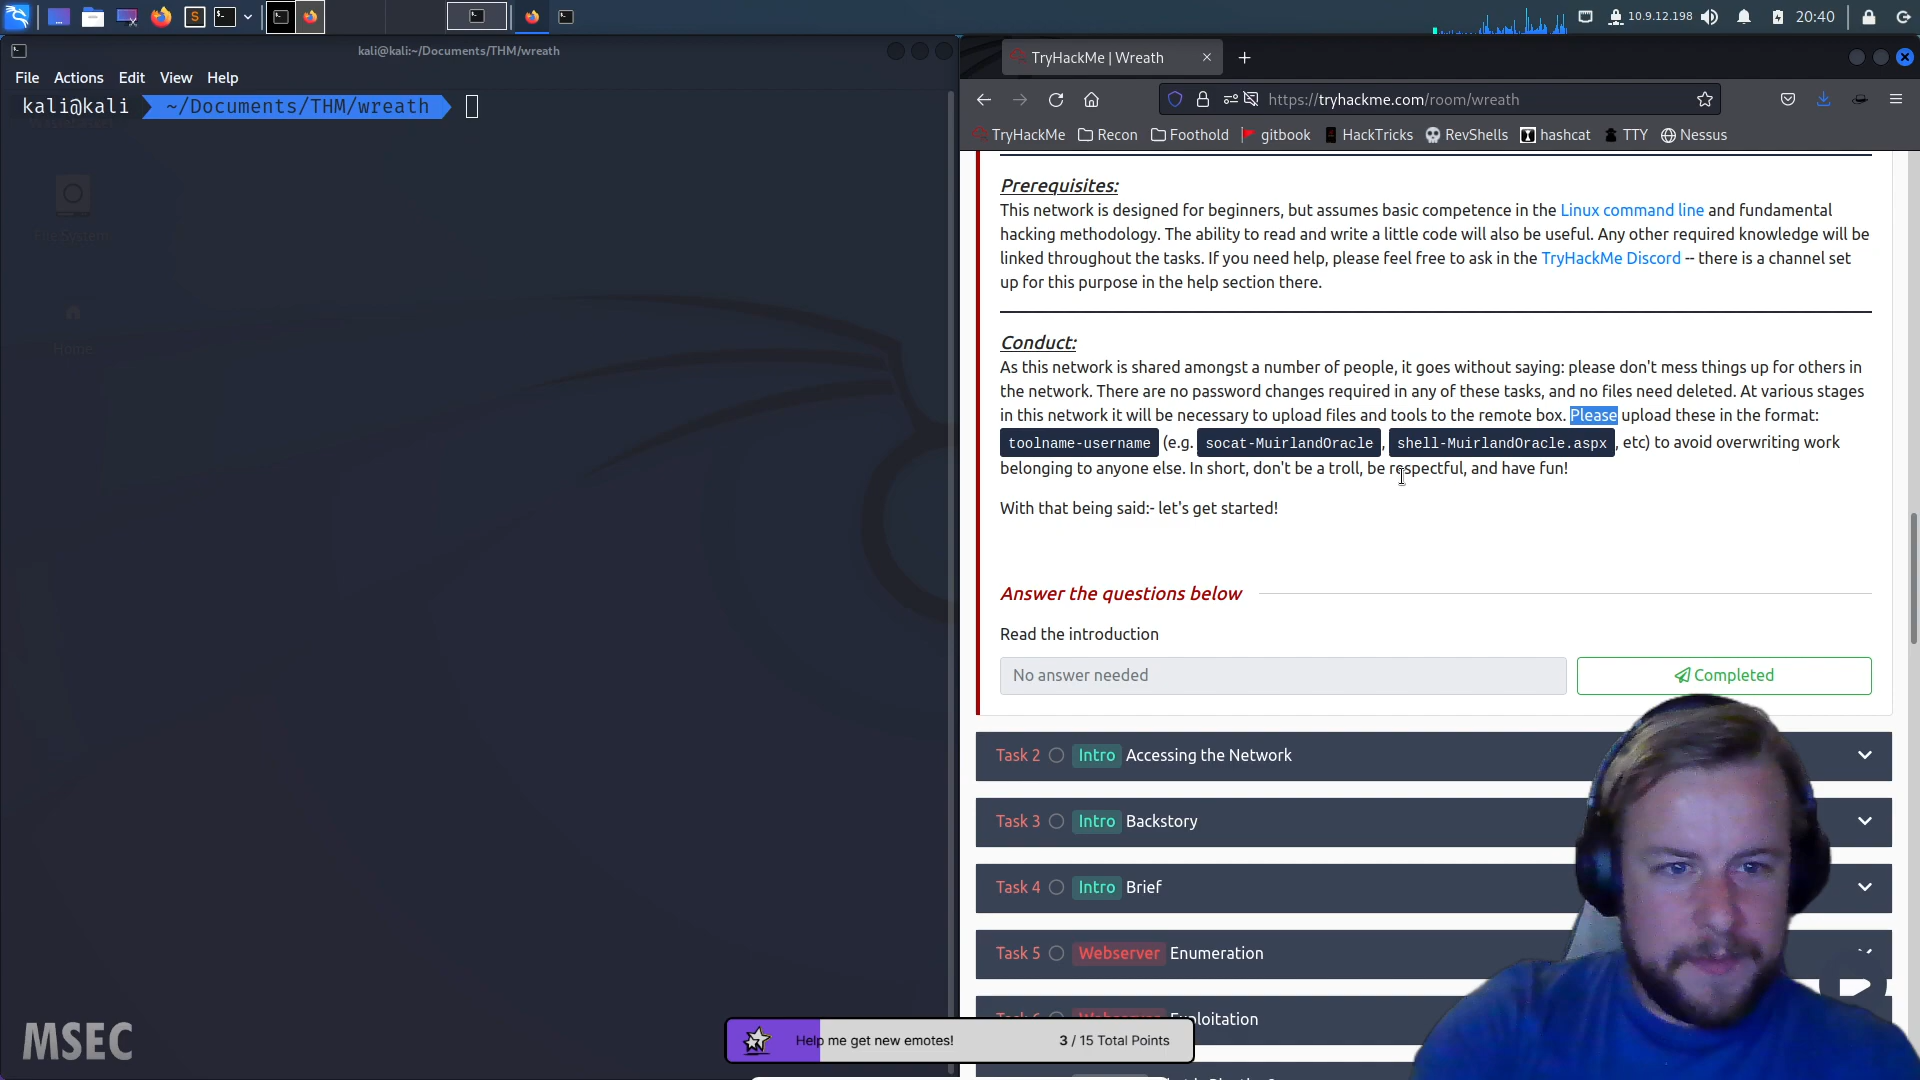 10.9.12.198
20:40
kali@kali:~/Documents/THM/wreath
File Actions Edit View Help
kali@kali ~/Documents/THM/wreath
File System
Home
MSEC
TryHackMe | Wreath
https://tryhackme.com/room/wreath
TryHackMe Recon Foothold gitbook HackTricks RevShells hashcat TTY Nessus
Prerequisites:
This network is designed for beginners, but assumes basic competence in the Linux command line and fundamental
hacking methodology. The ability to read and write a little code will also be useful. Any other required knowledge will be
linked throughout the tasks. If you need help, please feel free to ask in the TryHackMe Discord -- there is a channel set
up for this purpose in the help section there.
Conduct:
As this network is shared amongst a number of people, it goes without saying: please don't mess things up for others in
the network. There are no password changes required in any of these tasks, and no files need deleted. At various stages
in this network it will be necessary to upload files and tools to the remote box. Please upload these in the format:
toolname-username (e.g. socat-MuirlandOracle, shell-MuirlandOracle.aspx, etc) to avoid overwriting work
belonging to anyone else. In short, don't be a troll, be respectful, and have fun!
With that being said:- let's get started!
Answer the questions below
Read the introduction
No answer needed
Completed
Task 2 Intro Accessing the Network
Task 3 Intro Backstory
Task 4 Intro Brief
Task 5 Webserver Enumeration
Exploitation
Help me get new emotes! 3 / 15 Total Points